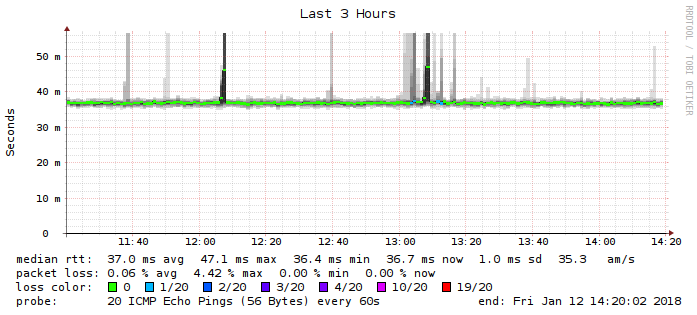 Last 3 Hours
RRDTOOL / TOBI OETIKER
Seconds
50 m
40 m
30 m
20 m
10 m
0
11:40 12:00 12:20 12:40 13:00 13:20 13:40 14:00 14:20
median rtt: 37.0 ms avg 47.1 ms max 36.4 ms min 36.7 ms now 1.0 ms sd 35.3 am/s
packet loss: 0.06 % avg 4.42 % max 0.00 % min 0.00 % now
loss color: 0 1/20 2/20 3/20 4/20 10/20 19/20
probe: 20 ICMP Echo Pings (56 Bytes) every 60s end: Fri Jan 12 14:20:02 2018